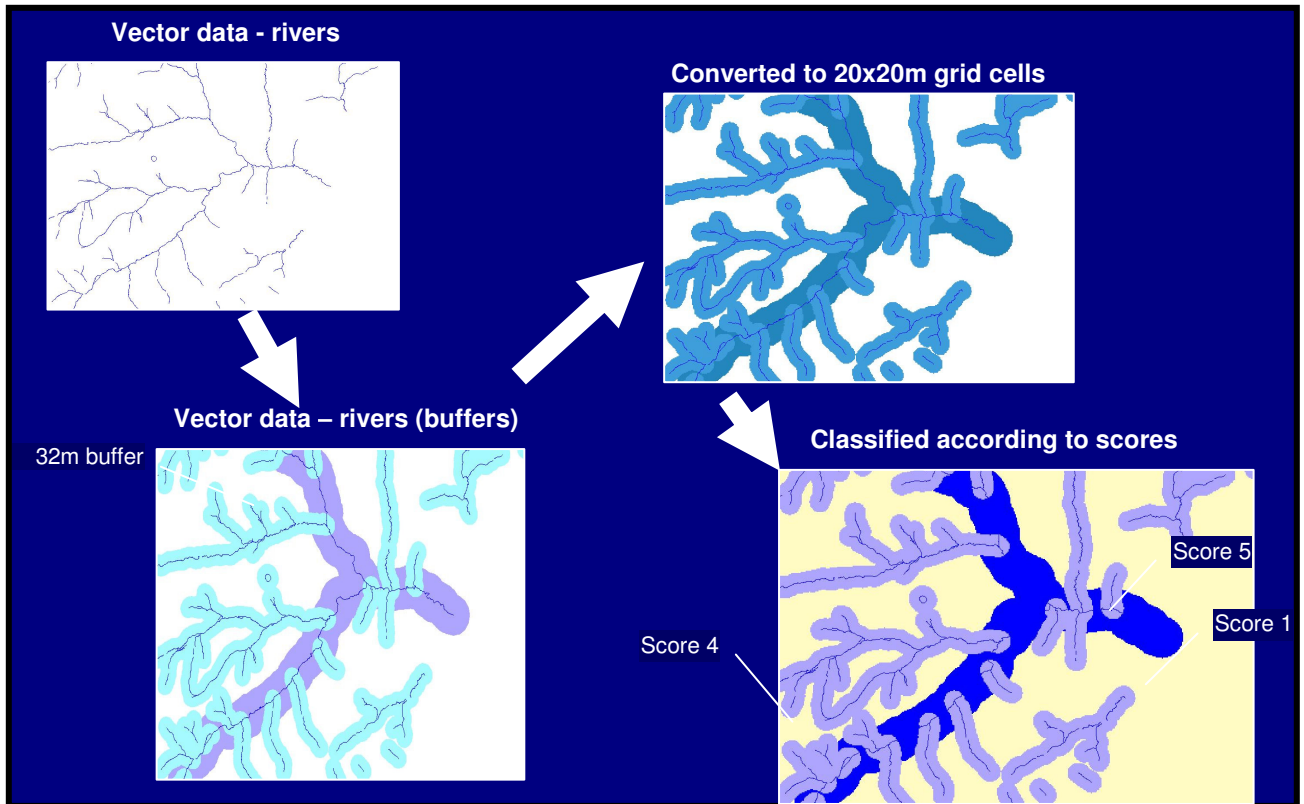 Vector data - rivers
Converted to 20x20m grid cells
Vector data – rivers (buffers)
32m buffer
Classified according to scores
Score 5
Score 1
Score 4